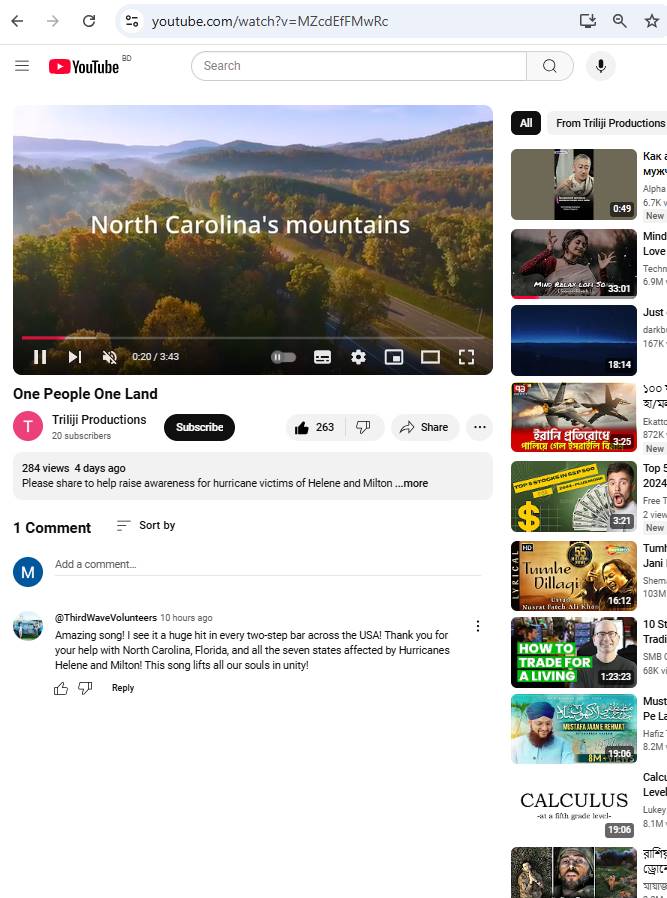 youtube.com/watch?v=MZcdEfFMwRc
YouTube BD
Search
North Carolina's mountains
0:20 / 3:43
One People One Land
T
Triliji Productions
20 subscribers
Subscribe
263
Share
284 views 4 days ago
Please share to help raise awareness for hurricane victims of Helene and Milton ...more
1 Comment
Sort by
M
Add a comment...
@ThirdWaveVolunteers 10 hours ago
Amazing song! I see it a huge hit in every two-step bar across the USA! Thank you for
your help with North Carolina, Florida, and all the seven states affected by Hurricanes
Helene and Milton! This song lifts all our souls in unity!
Reply
All
From Triliji Productions
0:49
Как
муж
Alpha
6.7K
New
MIND RELAX LOFI
33:01
Mind
Love
Techn
6.9M
18:14
Just
darkb
167K
ইরানি প্রতিরোধে
পালিয়ে গেল ইসরাইলি
3:25
১০০
হা/ম
Ekatto
872K
New
TOP 5 STOCKS IN S&P 500
3:21
Top 5
2024
Free T
2 view
New
LYRICAL
HD
55
Tumhe
Dillagi
Ustad
Nusrat Fateh Ali Khan
16:12
Tumh
Jani
Shema
103M
HOW TO
TRADE FOR
A LIVING
1:23:23
10 St
Tradi
SMB C
68K vi
MUSTAFA JAAN E REHMAT
8M+ VIEWS
19:06
Must
Pe La
Hafiz
8.2M
CALCULUS
-at a fifth grade level-
19:06
Calcu
Level
Lukey
8.1M
রাশিয়
ড্রোনে